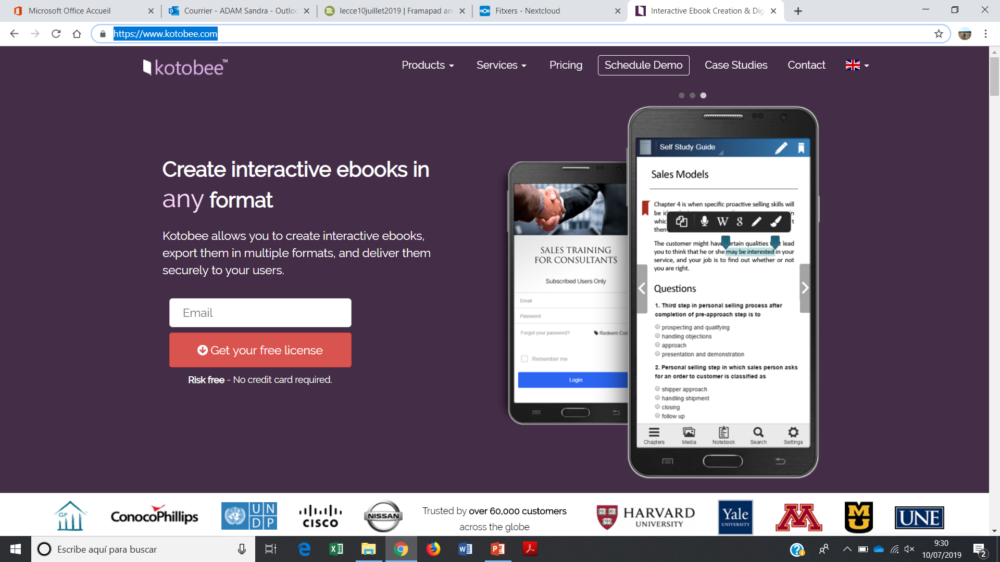 Microsoft Office Accueil
Courrier - ADAM Sandra - Outloo
lecce10juillet2019 | Framapad an
Fitxers - Nextcloud
Interactive Ebook Creation & Dig
https://www.kotobee.com
kotobee™
Products
Services
Pricing
Schedule Demo
Case Studies
Contact
Create interactive ebooks in
any format
Kotobee allows you to create interactive ebooks,
export them in multiple formats, and deliver them
securely to your users.
Email
Get your free license
Risk free - No credit card required.
SALES TRAINING
FOR CONSULTANTS
Subscribed Users Only
Email
Password
Forgot your password?
Redeem Cod
Remember me
Login
Self Study Guide
Sales Models
Chapter 4 is when specific proactive selling skills will
be
in
whic
t
then
W g
The customer might have certain qualities lead
you to think that he or she may be interested in your
service, and your job is to find out whether or not
you are right.
Questions
1. Third step in personal selling process after
completion of pre-approach step is to
prospecting and qualifying
handling objections
approach
presentation and demonstration
2. Personal selling step in which sales person asks
for an order to customer is classified as
shipper approach
handling shipment
closing
follow up
Chapters
Media
Notebook
Search
Settings
GF
ConocoPhillips
UN
DP
CISCO
NISSAN
Trusted by over 60,000 customers
across the globe
HARVARD
UNIVERSITY
Yale
UNIVERSITY
M
MU
UNE
Escribe aquí para buscar
9:30
10/07/2019
2